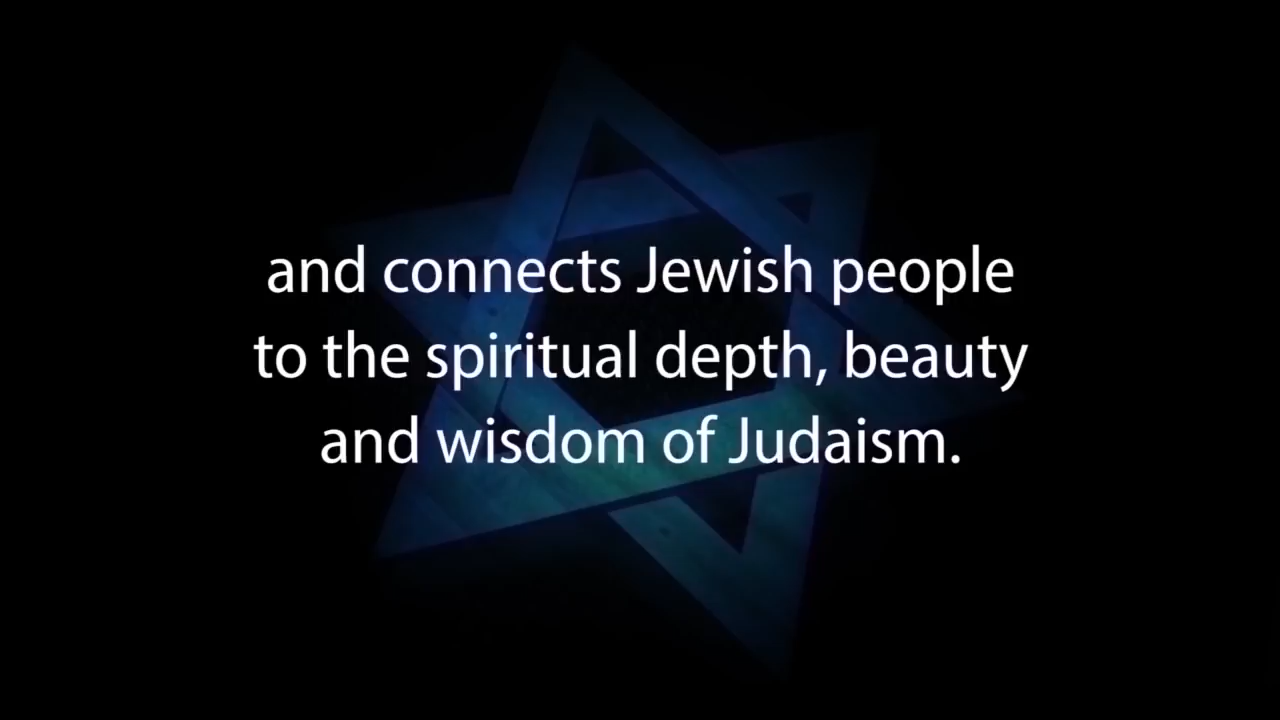 and connects Jewish people
to the spiritual depth, beauty
and wisdom of Judaism.